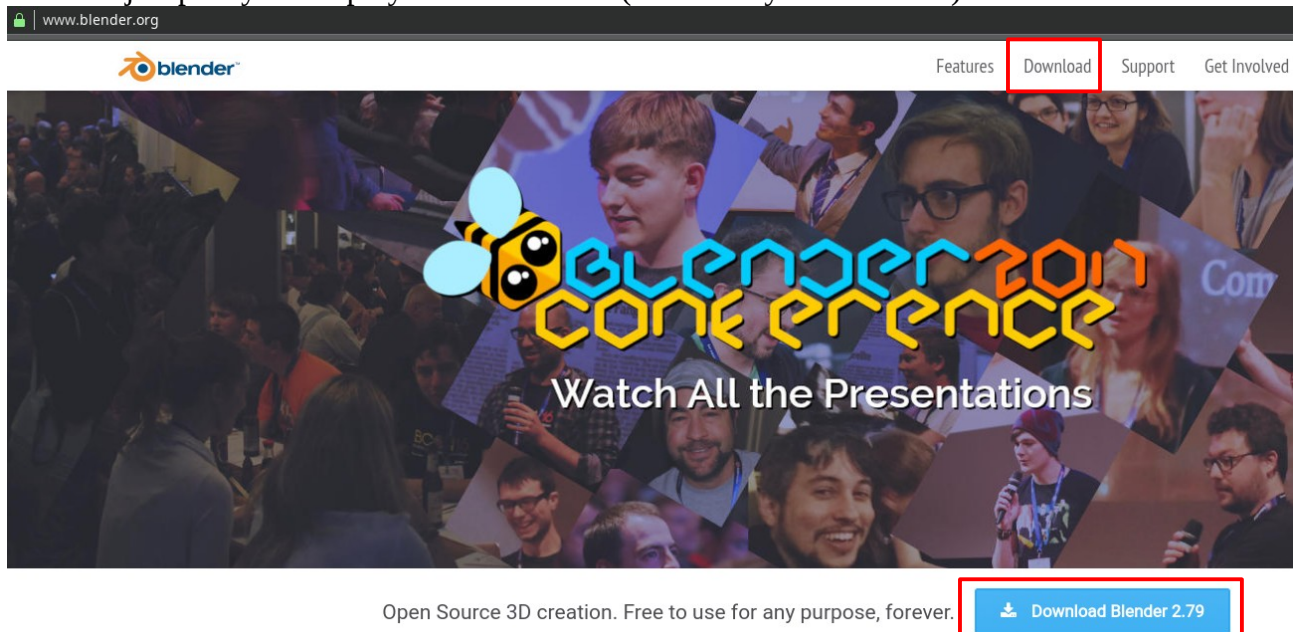 www.blender.org
blender
Features Download Support Get Involved
BLENDER 2017
CONFERENCE
Com
Watch All the Presentations
Open Source 3D creation. Free to use for any purpose, forever.
Download Blender 2.79